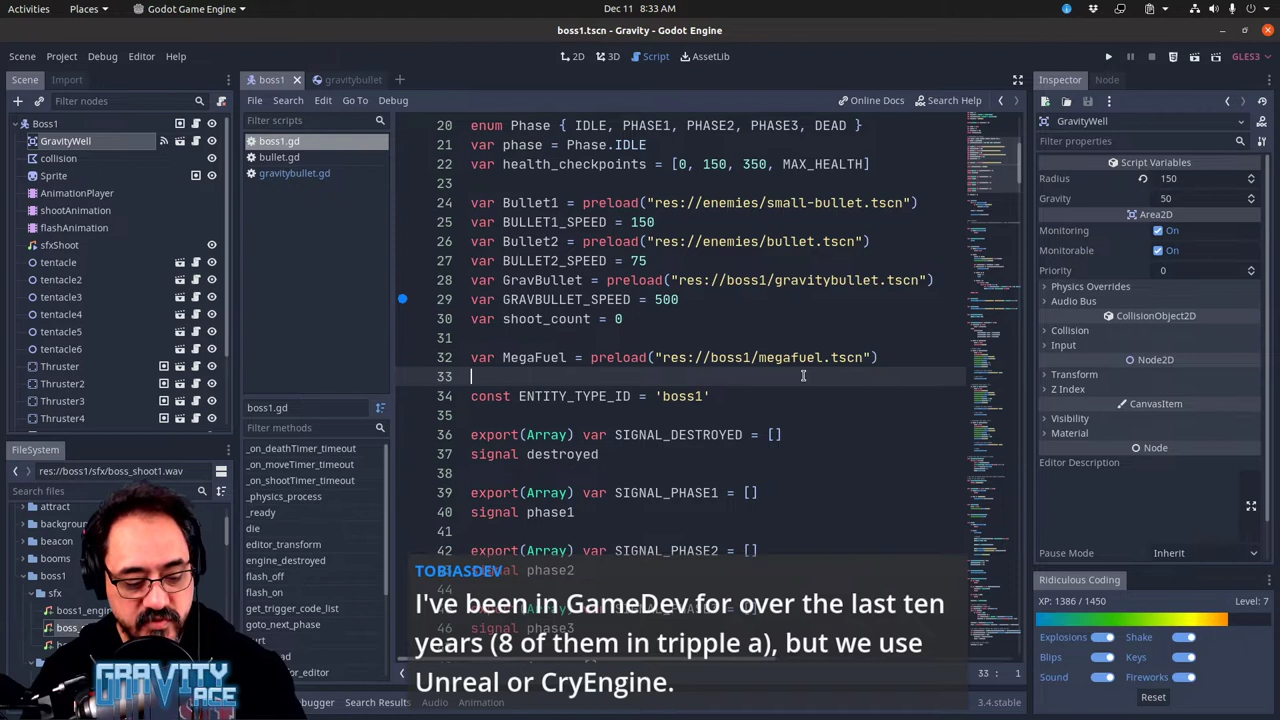 Activities Places Godot Game Engine Dec 11 8:33 AM
boss1.tscn - Gravity - Godot Engine
Scene Project Debug Editor Help 2D 3D Script AssetLib GLES3
Scene Import
Filter nodes
Boss1
GravityWell
collision
Sprite
AnimationPlayer
shootAnimation
flashAnimation
sfxShoot
tentacle
tentacle2
tentacle3
tentacle4
tentacle5
tentacle6
Thruster
Thruster2
Thruster3
Thruster4
FileSystem
res://boss1/sfx/boss_shoot1.wav
Search files
attract
beacon
booms
boss1
sfx
boss1
gravitybullet
File Search Edit Go To Debug Online Docs Search Help
Filter scripts
boss1.gd
bullet.gd
gravitybullet.gd
boss1.gd
Filter methods
_on_moveTimer_timeout
_on_shootTimer_timeout
_physics_process
_ready
die
editor_transform
engine_destroyed
flash_off
get_trigger_code_list
goto_next_phase
20 enum Phase { IDLE, PHASE1, PHASE2, PHASE3, DEAD }
21 var phase = Phase.IDLE
22 var health_checkpoints = [0, 150, 350, MAX_HEALTH]
23
24 var Bullet1 = preload("res://enemies/small-bullet.tscn")
25 var BULLET1_SPEED = 150
26 var Bullet2 = preload("res://enemies/bullet.tscn")
27 var BULLET2_SPEED = 75
28 var GravBullet = preload("res://boss1/gravitybullet.tscn")
29 var GRAVBULLET_SPEED = 500
30 var shot_count = 0
31
32 var MegaFuel = preload("res://boss1/megafuel.tscn")
33
34 const ENTITY_TYPE_ID = 'boss1'
35
36 export(Array) var SIGNAL_DESTROYED = []
37 signal destroyed
38
39 export(Array) var SIGNAL_PHASE1 = []
40 signal phase1
41
42 export(Array) var SIGNAL_PHASE2 = []
signal phase2
TOBIASDEV
I've been in GameDev for over the last ten
years (8 of them in tripple a), but we use
Unreal or CryEngine.
33 : 1
Search Results Audio Animation 3.4.stable
Inspector Node
GravityWell
Filter properties
Script Variables
Radius 150
Gravity 50
Area2D
Monitoring On
Monitorable On
Priority 0
Physics Overrides
Audio Bus
CollisionObject2D
Collision
Input
Node2D
Transform
Z Index
CanvasItem
Visibility
Material
Node
Editor Description
Pause Mode Inherit
Ridiculous Coding
XP: 1386 / 1450 Level: 7
Explosions
Blips Keys
Sound Fireworks
Reset
GRAVITY
ACE